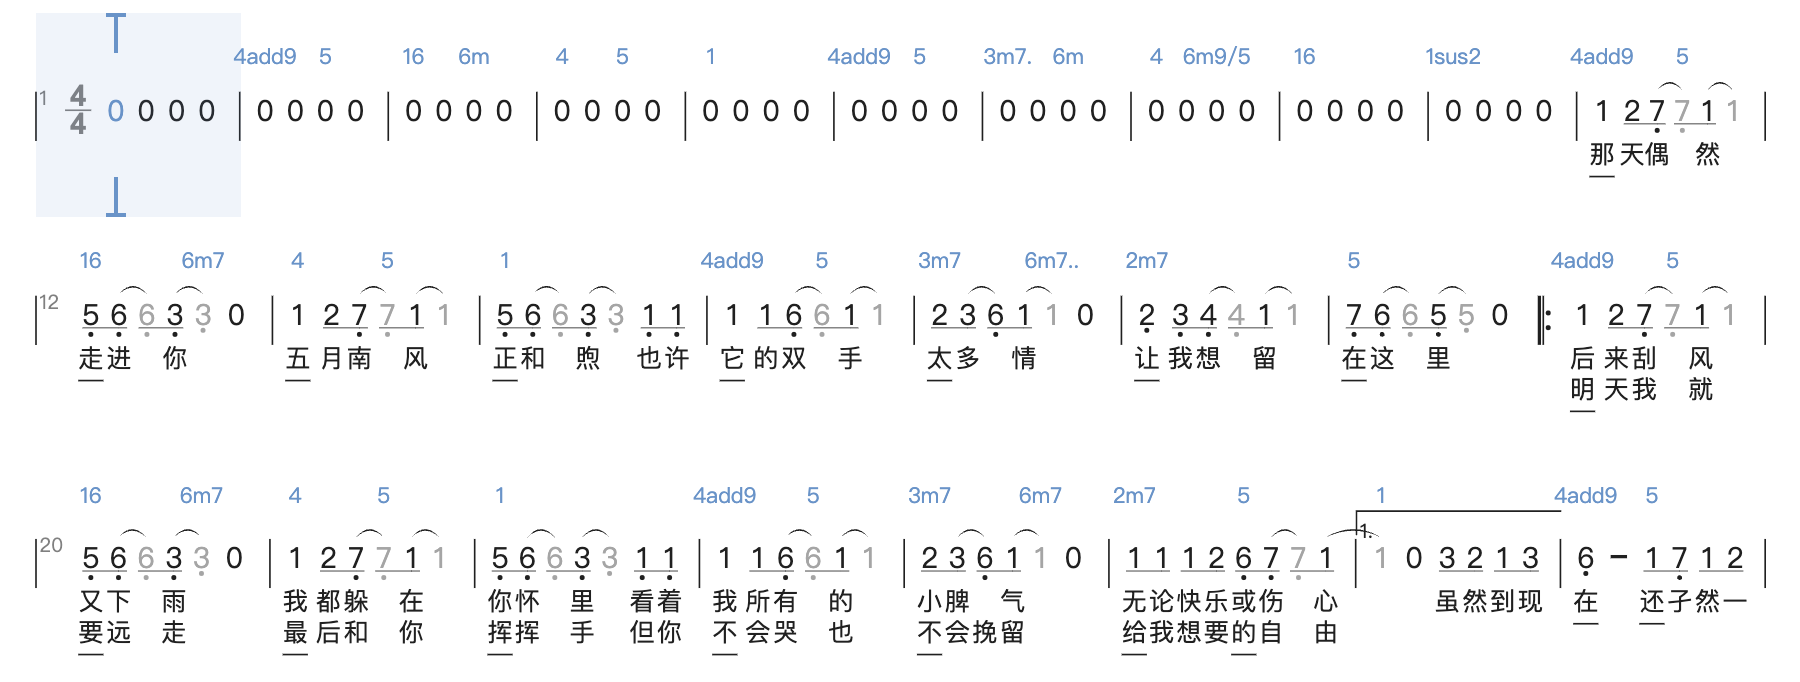 4add9 5 16 6m 4 5 1 4add9 5 3m7. 6m 4 6m9/5 16 1sus2 4add9 5
1 4/4 0 0 0 0 | 0 0 0 0 | 0 0 0 0 | 0 0 0 0 | 0 0 0 0 | 0 0 0 0 | 0 0 0 0 | 0 0 0 0 | 0 0 0 0 | 0 0 0 0 | 1 2 7 7 1 1 |
那 天偶 然
16 6m7 4 5 1 4add9 5 3m7 6m7.. 2m7 5 4add9 5
12 5 6 6 3 3 0 | 1 2 7 7 1 1 | 5 6 6 3 3 1 1 | 1 1 6 6 1 1 | 2 3 6 1 1 0 | 2 3 4 4 1 1 | 7 6 6 5 5 0 ‖: 1 2 7 7 1 1 |
走进 你 五 月南 风 正和 煦 也许 它 的双 手 太多 情 让 我想 留 在这 里 后 来刮 风
明 天我 就
16 6m7 4 5 1 4add9 5 3m7 6m7 2m7 5 1 4add9 5
1.
20 5 6 6 3 3 0 | 1 2 7 7 1 1 | 5 6 6 3 3 1 1 | 1 1 6 6 1 1 | 2 3 6 1 1 0 | 1 1 1 2 6 7 7 1 | 1 0 3 2 1 3 | 6 – 1 7 1 2 |
又下 雨 我 都躲 在 你怀 里 看着 我 所有 的 小脾 气 无论快乐或伤 心 虽然到现 在 还孑然一
要远 走 最 后和 你 挥挥 手 但你 不 会哭 也 不会挽留 给我想要的自 由